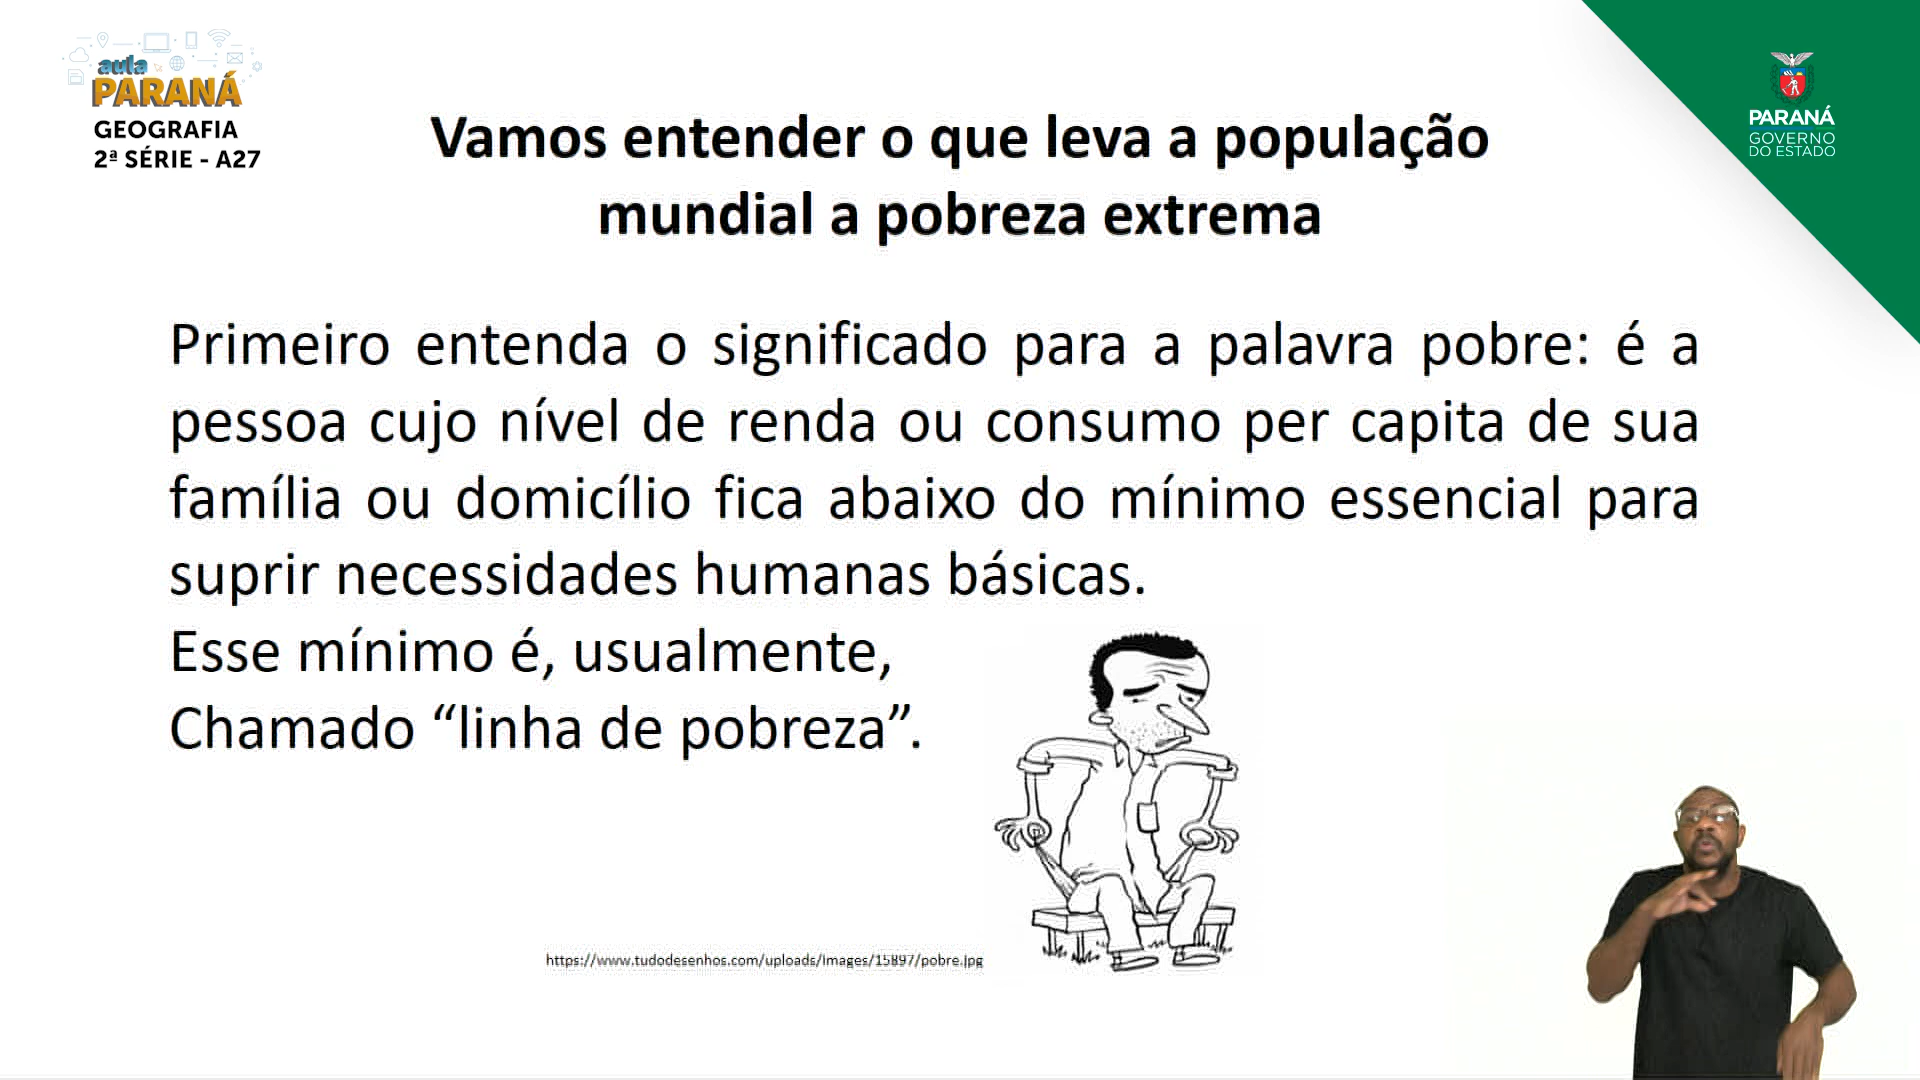 aula
PARANÁ
GEOGRAFIA
2ª SÉRIE - A27
PARANÁ
GOVERNO
DO ESTADO
Vamos entender o que leva a população
mundial a pobreza extrema
Primeiro entenda o significado para a palavra pobre: é a
pessoa cujo nível de renda ou consumo per capita de sua
família ou domicílio fica abaixo do mínimo essencial para
suprir necessidades humanas básicas.
Esse mínimo é, usualmente,
Chamado “linha de pobreza”.
https://www.tudodesenhos.com/uploads/images/15897/pobre.jpg